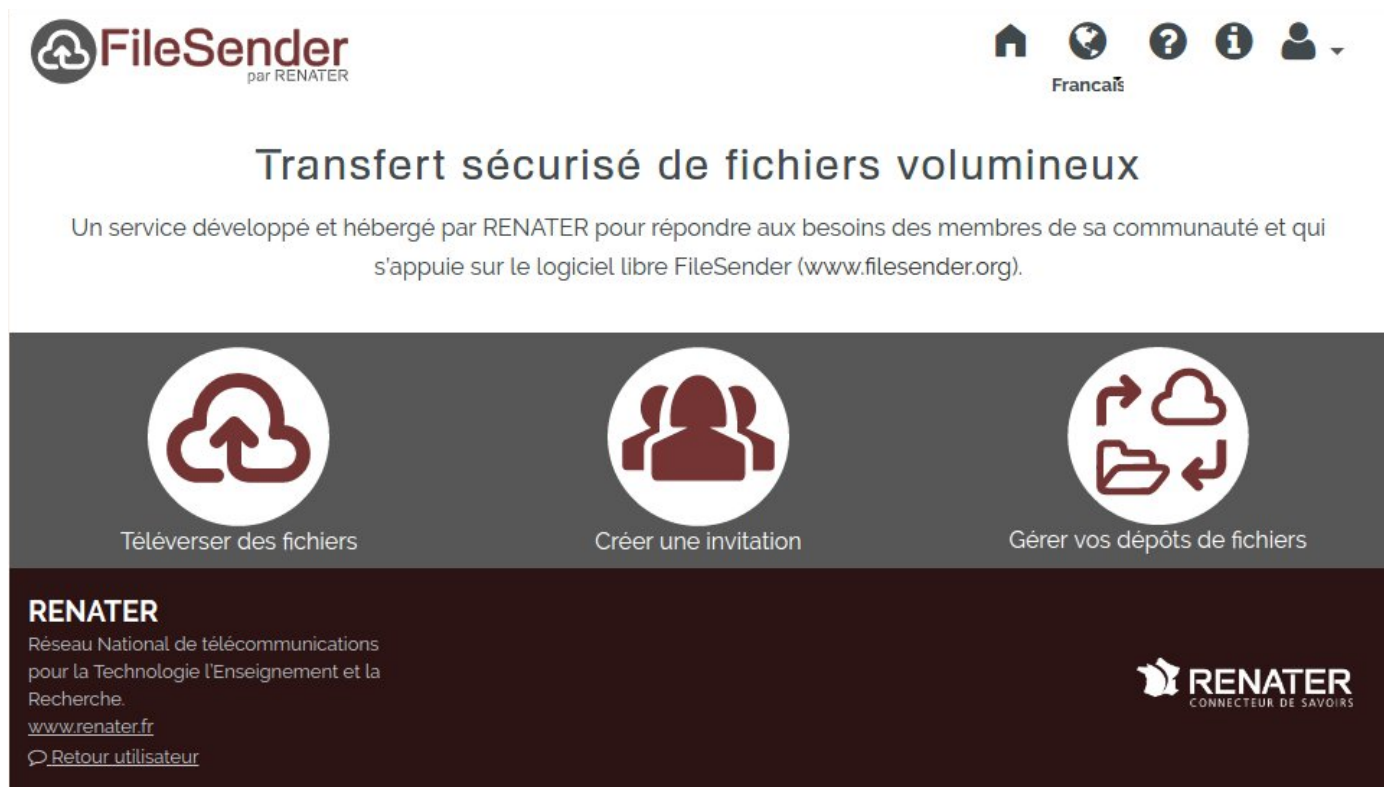 FileSender
par RENATER
Francais
Transfert sécurisé de fichiers volumineux
Un service développé et hébergé par RENATER pour répondre aux besoins des membres de sa communauté et qui
s'appuie sur le logiciel libre FileSender (www.filesender.org).
Téléverser des fichiers
Créer une invitation
Gérer vos dépôts de fichiers
RENATER
Réseau National de télécommunications
pour la Technologie l'Enseignement et la
Recherche.
www.renater.fr
Retour utilisateur
RENATER
CONNECTEUR DE SAVOIRS